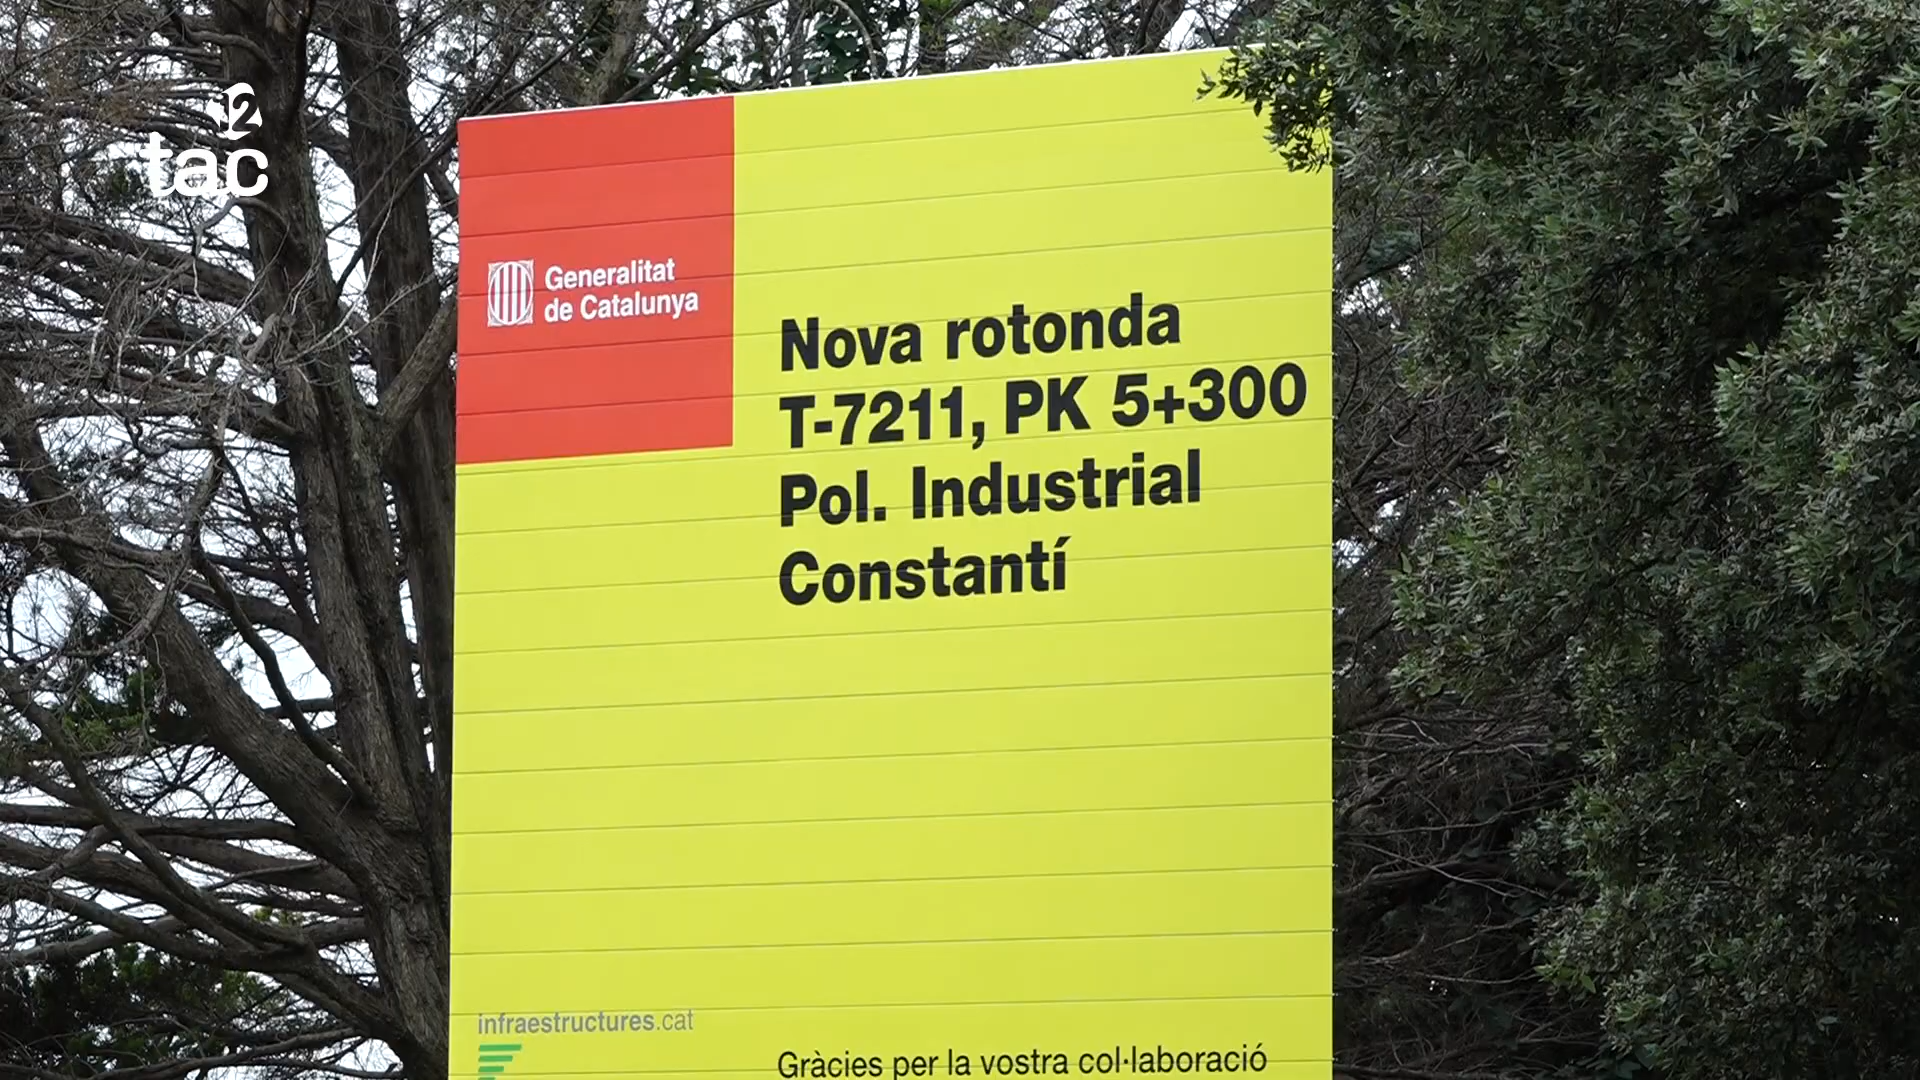 12
tac
Generalitat
de Catalunya
Nova rotonda
T-7211, PK 5+300
Pol. Industrial
Constantí
infraestructures.cat
Gràcies per la vostra col·laboració